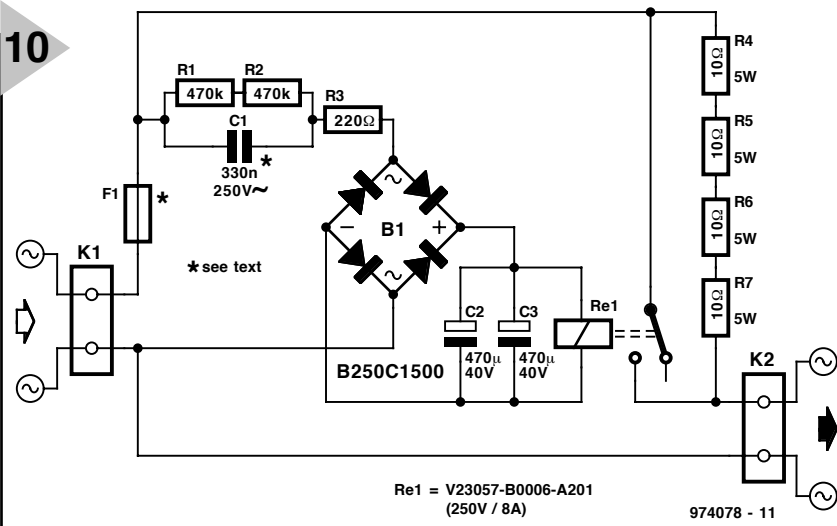 10
R1
R2
470k
470k
R3
220Ω
C1
*
330n
250V~
F1
*
K1
* see text
B1
−
+
B250C1500
C2
470µ
40V
C3
470µ
40V
Re1
R4
10Ω
5W
R5
10Ω
5W
R6
10Ω
5W
R7
10Ω
5W
K2
Re1 = V23057-B0006-A201
(250V / 8A)
974078 - 11